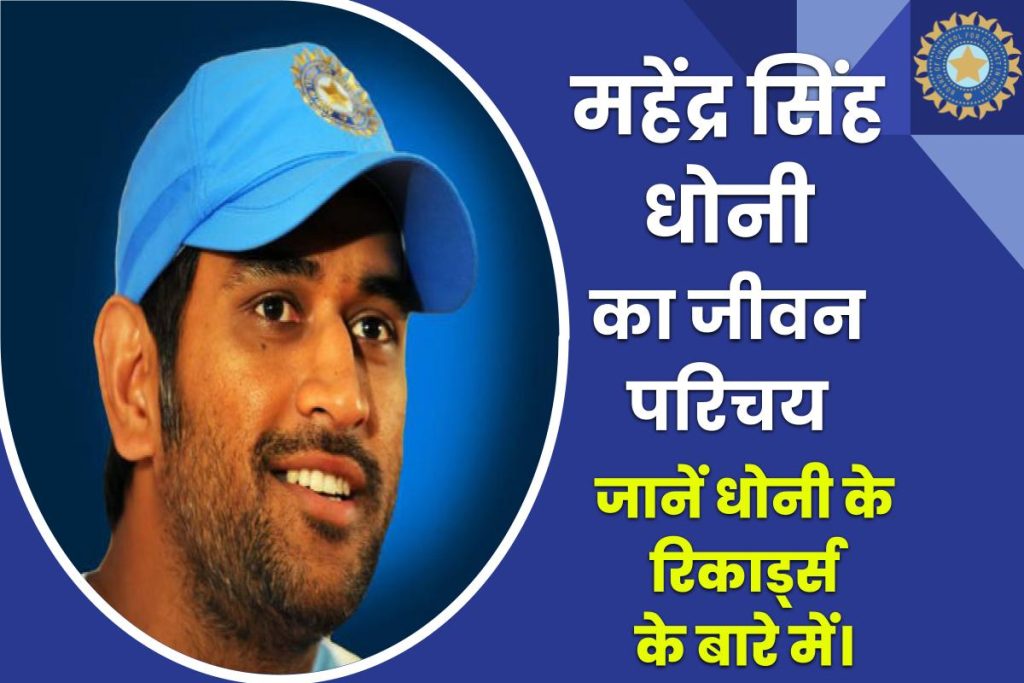 महेंद्र सिंह
धोनी
का जीवन
परिचय
जानें धोनी के
रिकार्ड्स
के बारे में।